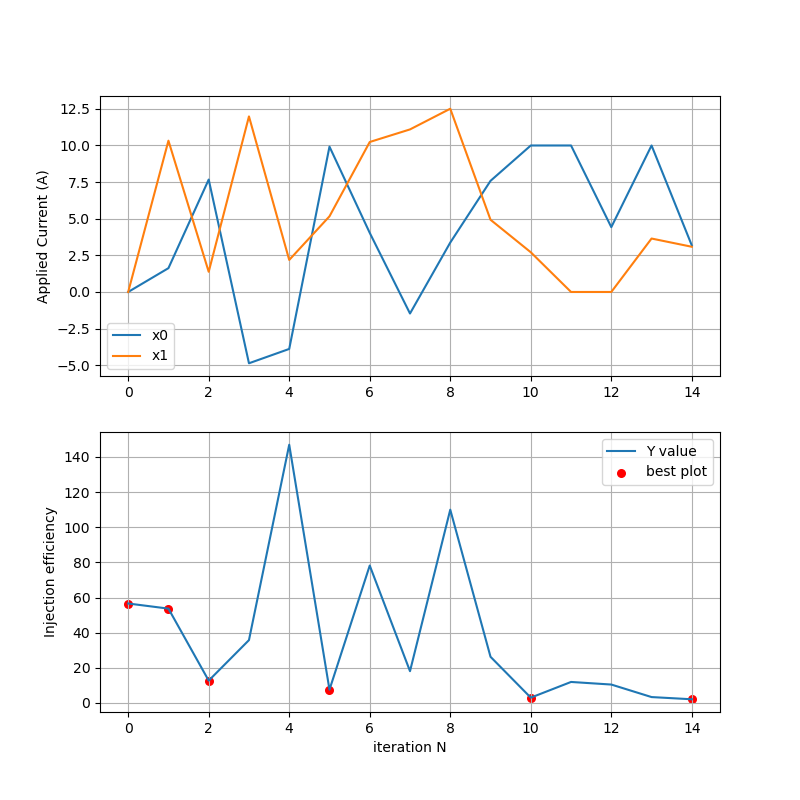 12.5
10.0
7.5
5.0
2.5
0.0
−2.5
−5.0
Applied Current (A)
x0
x1
0 2 4 6 8 10 12 14
140
120
100
80
60
40
20
0
Injection efficiency
Y value
best plot
0 2 4 6 8 10 12 14
iteration N